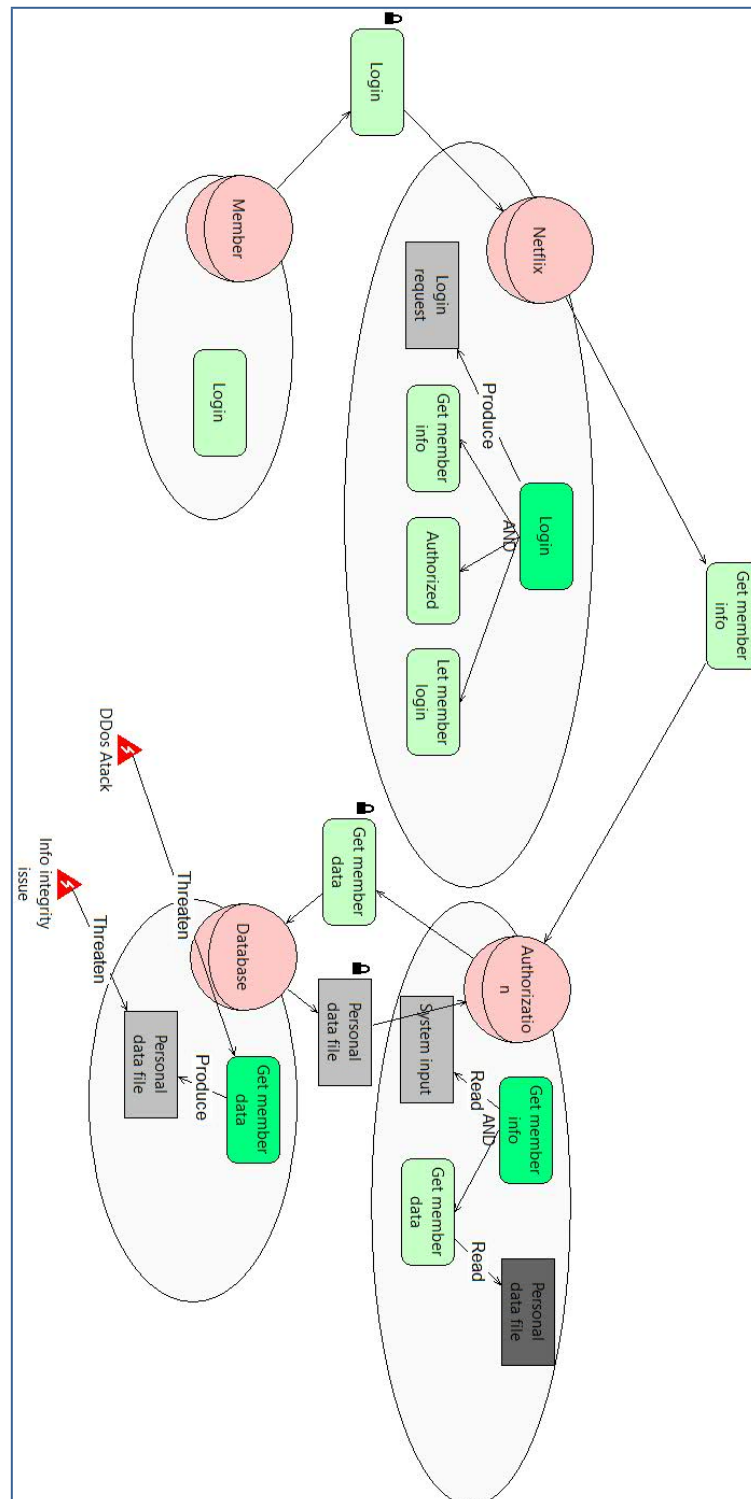 Get member
info
Netflix
Login
AND
Produce
Login
request
Get member
info
Authorized
Let member
login
Login
Member
Login
Authorizatio
n
Get member
info
Personal
data file
AND
Read
Read
System input
Get member
data
Get member
data
Personal
data file
Database
Get member
data
Produce
Personal
data file
Threaten
DDos Atack
Threaten
Info integrity
issue